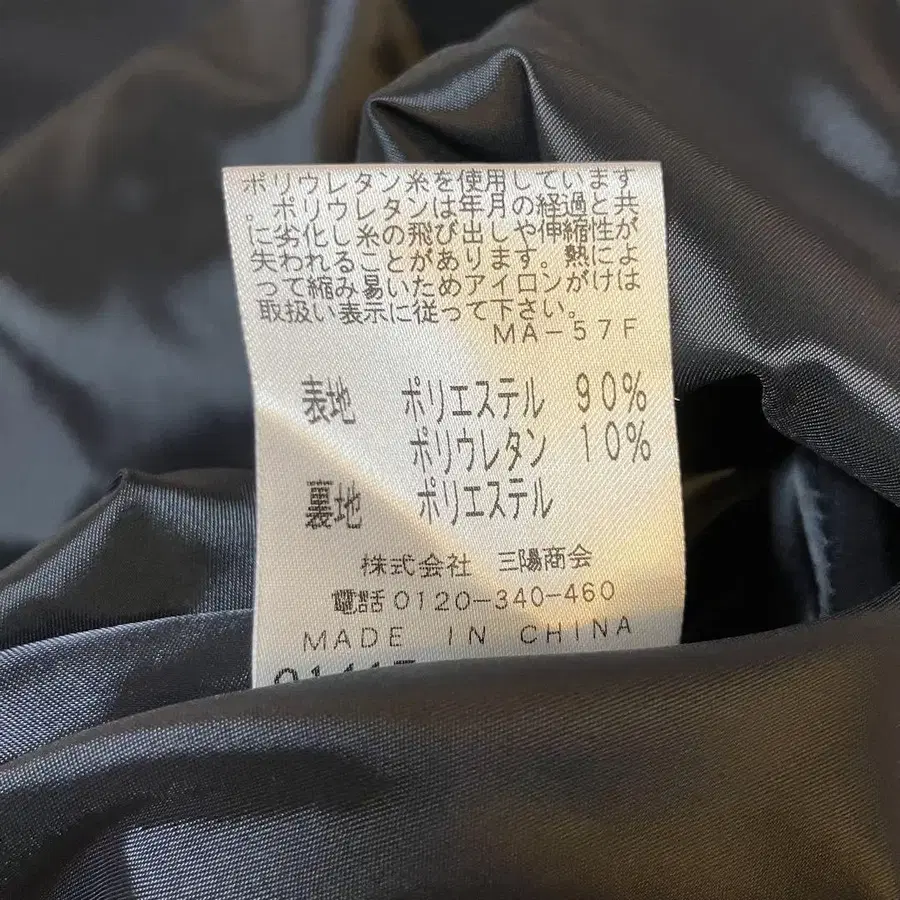 ポリウレタン糸を使用しています
。ポリウレタンは年月の経過と共
に劣化し糸の飛び出しや伸縮性が
失われることがあります。熱によ
って縮み易いためアイロンがけは
取扱い表示に従って下さい。
MA-57F
表地 ポリエステル 90%
ポリウレタン 10%
裏地 ポリエステル
株式会社 三陽商会
電話0120-340-460
MADE IN CHINA